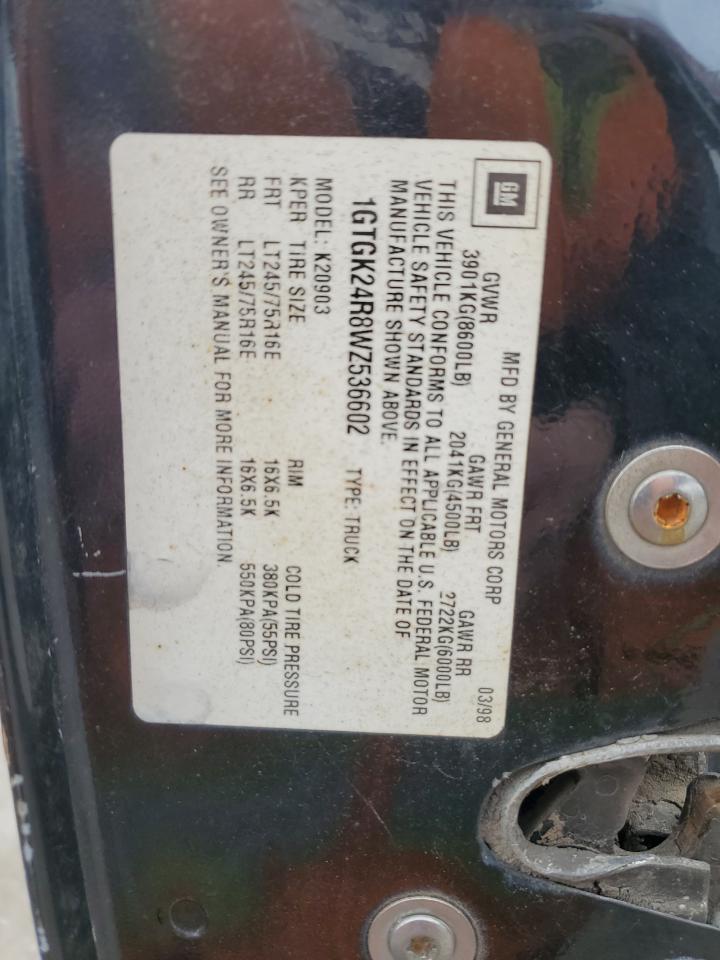 GM
MFD BY GENERAL MOTORS CORP 03/98
GVWR GAWR FRT GAWR RR
3901KG(8600LB) 2041KG(4500LB) 2722KG(6000LB)
THIS VEHICLE CONFORMS TO ALL APPLICABLE U.S. FEDERAL MOTOR
VEHICLE SAFETY STANDARDS IN EFFECT ON THE DATE OF
MANUFACTURE SHOWN ABOVE.
1GTGK24R8WZ536602 TYPE: TRUCK
MODEL: K20903
KPER TIRE SIZE RIM COLD TIRE PRESSURE
FRT LT245/75R16E 16X6.5K 380KPA(55PSI)
RR LT245/75R16E 16X6.5K 550KPA(80PSI)
SEE OWNER'S MANUAL FOR MORE INFORMATION.